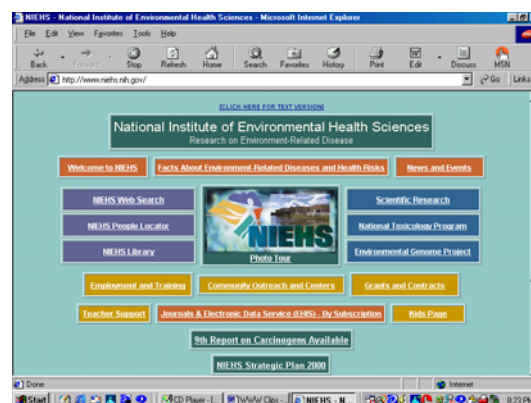 NIEHS - National Institute of Environmental Health Sciences - Microsoft Internet Explorer
File Edit View Favorites Tools Help
Back Forward Stop Refresh Home Search Favorites History Print Edit Discuss MSN
Address http://www.niehs.nih.gov/ Go Links
[CLICK HERE FOR TEXT VERSION]
National Institute of Environmental Health Sciences
Research on Environment-Related Disease
Welcome to NIEHS Facts About Environment-Related Diseases and Health Risks News and Events
NIEHS Web Search Scientific Research
NIEHS People Locator National Toxicology Program
NIEHS
NIEHS Library Photo Tour Environmental Genome Project
Employment and Training Community Outreach and Centers Grants and Contracts
Teacher Support Journals & Electronic Data Service (EHIS) - By Subscription Kids Page
9th Report on Carcinogens Available
NIEHS Strategic Plan 2000
Done Internet
Start CD Player - [ WWW Clips - NIEHS - N... 8:23 PM